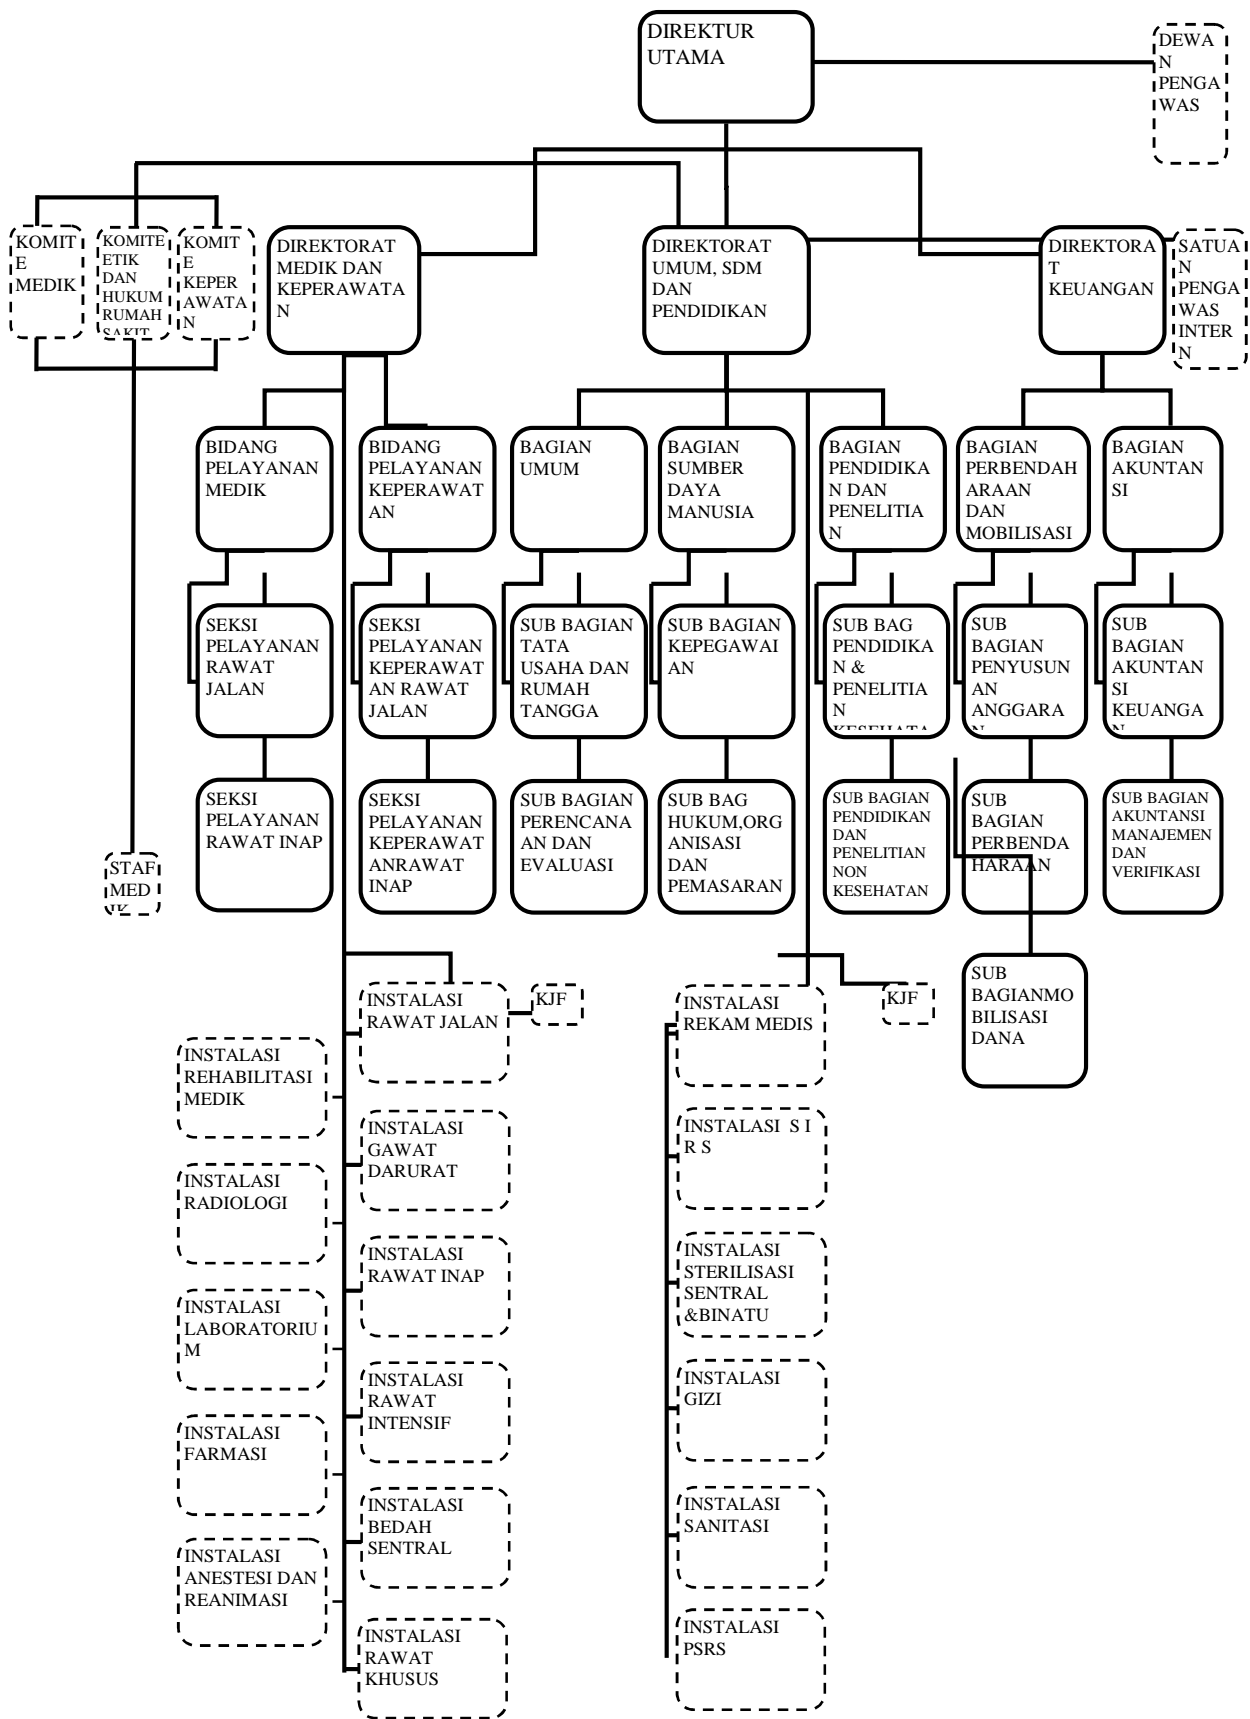 DIREKTUR
UTAMA
DEWA
N
PENGA
WAS
KOMIT
E
MEDIK
KOMITE
ETIK
DAN
HUKUM
RUMAH
SAKIT
KOMIT
E
KEPER
AWATA
N
DIREKTORAT
MEDIK DAN
KEPERAWATA
N
DIREKTORAT
UMUM, SDM
DAN
PENDIDIKAN
DIREKTORA
T
KEUANGAN
SATUA
N
PENGA
WAS
INTER
N
BIDANG
PELAYANAN
MEDIK
BIDANG
PELAYANAN
KEPERAWAT
AN
BAGIAN
UMUM
BAGIAN
SUMBER
DAYA
MANUSIA
BAGIAN
PENDIDIKA
N DAN
PENELITIA
N
BAGIAN
PERBENDAH
ARAAN
DAN
MOBILISASI
BAGIAN
AKUNTAN
SI
SEKSI
PELAYANAN
RAWAT
JALAN
SEKSI
PELAYANAN
KEPERAWAT
AN RAWAT
JALAN
SUB BAGIAN
TATA
USAHA DAN
RUMAH
TANGGA
SUB BAGIAN
KEPEGAWAI
AN
SUB BAG
PENDIDIKA
N &
PENELITIA
N
KESEHATA
SUB
BAGIAN
PENYUSUN
AN
ANGGARA
N
SUB
BAGIAN
AKUNTAN
SI
KEUANGA
N
SEKSI
PELAYANAN
RAWAT INAP
SEKSI
PELAYANAN
KEPERAWAT
ANRAWAT
INAP
SUB BAGIAN
PERENCANA
AN DAN
EVALUASI
SUB BAG
HUKUM,ORG
ANISASI
DAN
PEMASARAN
SUB BAGIAN
PENDIDIKAN
DAN
PENELITIAN
NON
KESEHATAN
SUB
BAGIAN
PERBENDA
HARAAN
SUB BAGIAN
AKUNTANSI
MANAJEMEN
DAN
VERIFIKASI
STAF
MED
IK
INSTALASI
RAWAT JALAN
KJF
INSTALASI
REKAM MEDIS
KJF
SUB
BAGIANMO
BILISASI
DANA
INSTALASI
REHABILITASI
MEDIK
INSTALASI
GAWAT
DARURAT
INSTALASI S I
R S
INSTALASI
RADIOLOGI
INSTALASI
RAWAT INAP
INSTALASI
STERILISASI
SENTRAL
&BINATU
INSTALASI
LABORATORIU
M
INSTALASI
RAWAT
INTENSIF
INSTALASI
GIZI
INSTALASI
FARMASI
INSTALASI
BEDAH
SENTRAL
INSTALASI
SANITASI
INSTALASI
ANESTESI DAN
REANIMASI
INSTALASI
RAWAT
KHUSUS
INSTALASI
PSRS